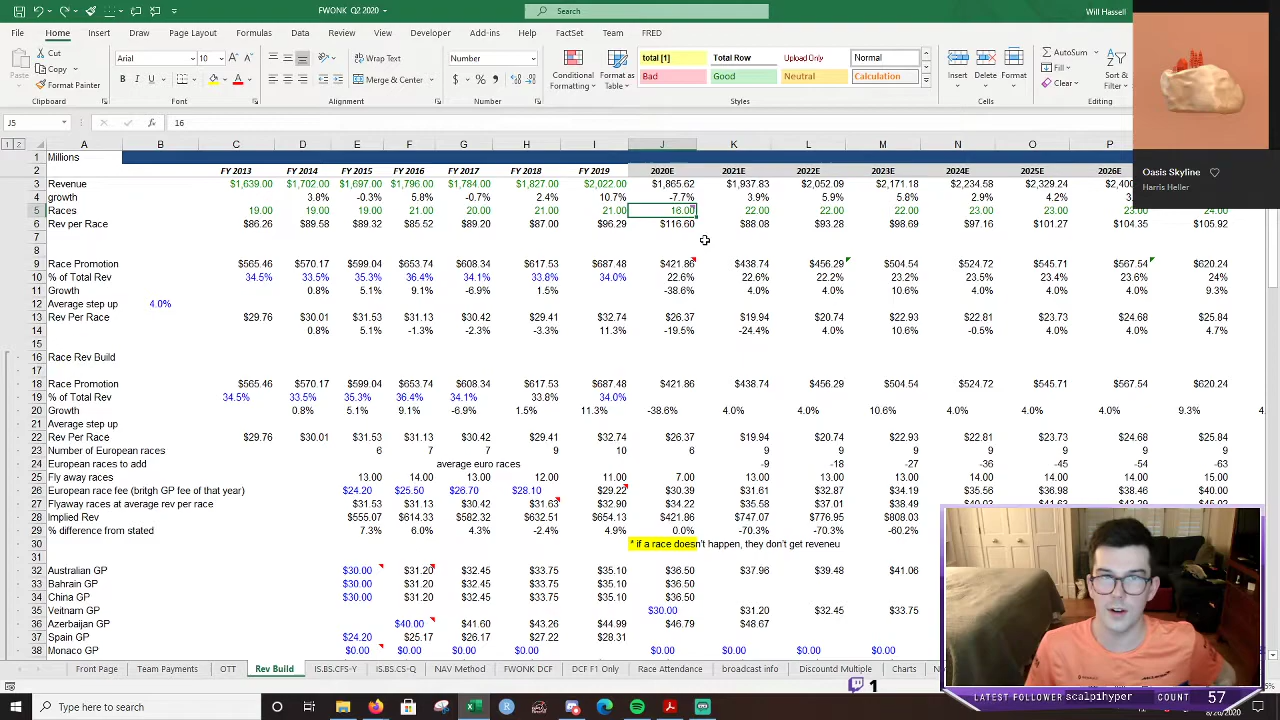 FWONK Q2 2020
Search
Will Hassell
File Home Insert Draw Page Layout Formulas Data Review View Developer Add-ins Help FactSet Team FRED
Cut Copy Format Painter Paste Clipboard
Arial 10 Font
Wrap Text Merge & Center Alignment
Number Number
Conditional Formatting Format as Table
total [1] Total Row Upload Only Normal
Bad Good Neutral Calculation
Styles
Insert Delete Format Cells
AutoSum Fill Clear Sort & Filter Editing
Oasis Skyline
Harris Heller
J5 16
A B C D E F G H I J K L M N O P
1 Millions
2 FY 2013 FY 2014 FY 2015 FY 2016 FY 2017 FY 2018 FY 2019 2020E 2021E 2022E 2023E 2024E 2025E 2026E
3 Revenue $1,639.00 $1,702.00 $1,697.00 $1,796.00 $1,784.00 $1,827.00 $2,022.00 $1,865.62 $1,937.83 $2,052.09 $2,171.18 $2,234.58 $2,329.24 $2,400
4 growth 3.8% -0.3% 5.8% -0.7% 2.4% 10.7% -7.7% 3.9% 5.9% 5.8% 2.9% 4.2% 3.
5 Races 19.00 19.00 19.00 21.00 20.00 21.00 21.00 16.00 22.00 22.00 22.00 23.00 23.00 24.00
6 Rev per Race $86.26 $89.58 $89.32 $85.52 $89.20 $87.00 $96.29 $116.60 $88.08 $93.28 $98.69 $97.16 $101.27 $104.35 $105.92
7
8
9 Race Promotion $565.46 $570.17 $599.04 $653.74 $608.34 $617.53 $687.48 $421.86 $438.74 $456.29 $504.54 $524.72 $545.71 $567.54 $620.24
10 % of Total Rev 34.5% 33.5% 35.3% 36.4% 34.1% 33.8% 34.0% 22.6% 22.6% 22.2% 23.2% 23.5% 23.4% 23.6% 24%
11 Growth 0.8% 5.1% 9.1% -6.9% 1.5% -38.6% 4.0% 4.0% 10.6% 4.0% 4.0% 4.0% 9.3%
12 Average step up 4.0%
13 Rev Per Race $29.76 $30.01 $31.53 $31.13 $30.42 $29.41 $32.74 $26.37 $19.94 $20.74 $22.93 $22.81 $23.73 $24.68 $25.84
14 0.8% 5.1% -1.3% -2.3% -3.3% 11.3% -19.5% -24.4% 4.0% 10.6% -0.5% 4.0% 4.0% 4.7%
15
16 Race Rev Build
17
18 Race Promotion $565.46 $570.17 $599.04 $653.74 $608.34 $617.53 $687.48 $421.86 $438.74 $456.29 $504.54 $524.72 $545.71 $567.54 $620.24
19 % of Total Rev 34.5% 33.5% 35.3% 36.4% 34.1% 33.8% 34.0%
20 Growth 0.8% 5.1% 9.1% -6.9% 1.5% 11.3% -38.6% 4.0% 4.0% 10.6% 4.0% 4.0% 4.0% 9.3% 4
21 Average step up
22 Rev Per Race $29.76 $30.01 $31.53 $31.13 $30.42 $29.41 $32.74 $26.37 $19.94 $20.74 $22.93 $22.81 $23.73 $24.68 $25.84
23 Number of European races 6 7 7 9 10 6 9 9 9 9 9 9 9
24 European races to add average euro races -9 -18 -27 -36 -45 -54 -63
25 Fly away races 13.00 14.00 13.00 12.00 11.00 7.00 13.00 13.00 13.00 14.00 14.00 14.00 15.00
26 European race fee (britgh GP fee of that year) $24.20 $25.50 $26.70 $28.10 $29.22 $30.39 $31.61 $32.87 $34.19 $35.56 $36.98 $38.46 $40.00
27 Flyaway races at average rev per race $31.53 $31.13 $30.42 $31.63 $32.90 $34.22 $35.58 $37.01 $38.49
28 Implied Rev $555.07 $614.33 $582.32 $632.51 $654.13 $421.86 $747.07 $776.95 $808.03
29 % difference from stated 7.3% 6.0% 4.3% -2.4% 4.9% 0.0% -70.3% -70.3% -60.2%
30 * if a race doesn't happen, they don't get reveneu
31
32 Australian GP $30.00 $31.20 $32.45 $33.75 $35.10 $36.50 $37.96 $39.48 $41.06
33 Bahrain GP $30.00 $31.20 $32.45 $33.75 $35.10 $36.50
34 China GP $30.00 $31.20 $32.45 $33.75 $35.10 $36.50
35 Veitnam GP $30.00 $31.20 $32.45 $33.75
36 Azerbaijan GP $40.00 $41.60 $43.26 $44.99 $46.79 $48.67
37 Spain GP $24.20 $25.17 $26.17 $27.22 $28.31
38 Monaco GP $0.00 $0.00 $0.00 $0.00 $0.00 $0.00 $0.00 $0.00 $0.00
Front Page Team Payments OTT Rev Build IS.BS.CFS-Y IS.BS.CFS-Q NAV Method FWONK DCF DCF F1 Only Race Attendance broadcast info Discountd Multiple Charts
1
LATEST FOLLOWER scalpihyper COUNT 57
Type here to search
8/20/2020